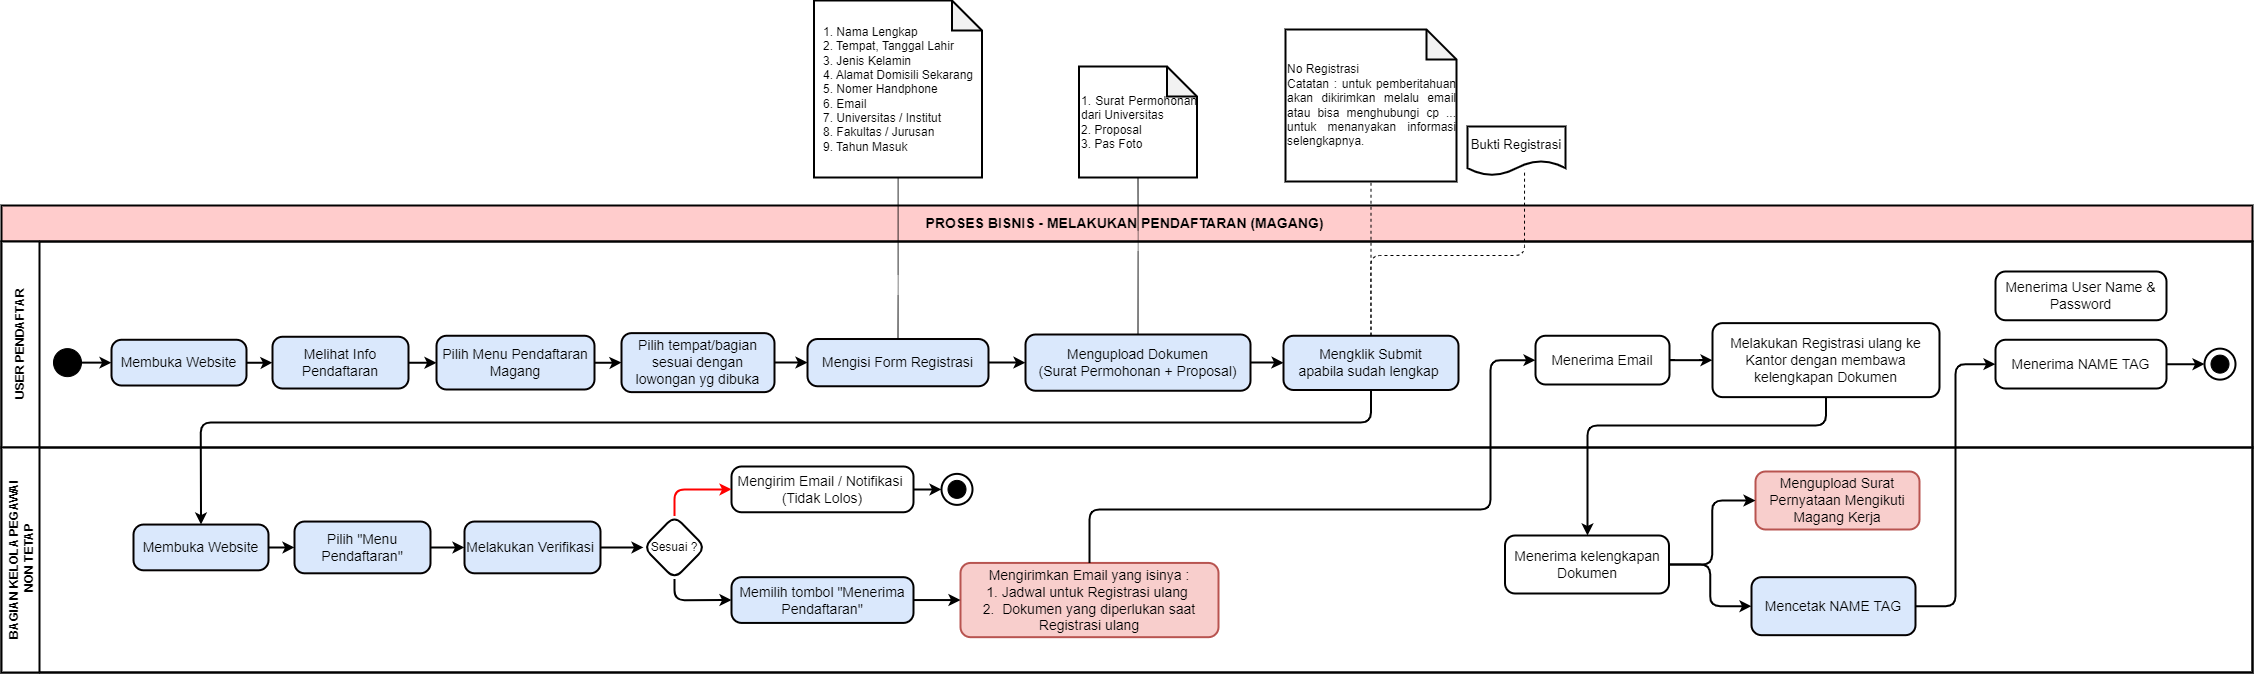 1. Nama Lengkap
2. Tempat, Tanggal Lahir
3. Jenis Kelamin
4. Alamat Domisili Sekarang
5. Nomer Handphone
6. Email
7. Universitas / Institut
8. Fakultas / Jurusan
9. Tahun Masuk
1. Surat Permohonan
dari Universitas
2. Proposal
3. Pas Foto
No Registrasi
Catatan : untuk pemberitahuan
akan dikirimkan melalu email
atau bisa menghubungi cp ...
untuk menanyakan informasi
selengkapnya.
Bukti Registrasi
PROSES BISNIS - MELAKUKAN PENDAFTARAN (MAGANG)
USER PENDAFTAR
Membuka Website
Melihat Info
Pendaftaran
Pilih Menu Pendaftaran
Magang
Pilih tempat/bagian
sesuai dengan
lowongan yg dibuka
Mengisi Form Registrasi
Mengupload Dokumen
(Surat Permohonan + Proposal)
Mengklik Submit
apabila sudah lengkap
Menerima Email
Melakukan Registrasi ulang ke
Kantor dengan membawa
kelengkapan Dokumen
Menerima User Name &
Password
Menerima NAME TAG
BAGIAN KELOLA PEGAWAI
NON TETAP
Membuka Website
Pilih "Menu
Pendaftaran"
Melakukan Verifikasi
Sesuai ?
Mengirim Email / Notifikasi
(Tidak Lolos)
Memilih tombol "Menerima
Pendaftaran"
Mengirimkan Email yang isinya :
1. Jadwal untuk Registrasi ulang
2. Dokumen yang diperlukan saat
Registrasi ulang
Menerima kelengkapan
Dokumen
Mengupload Surat
Pernyataan Mengikuti
Magang Kerja
Mencetak NAME TAG